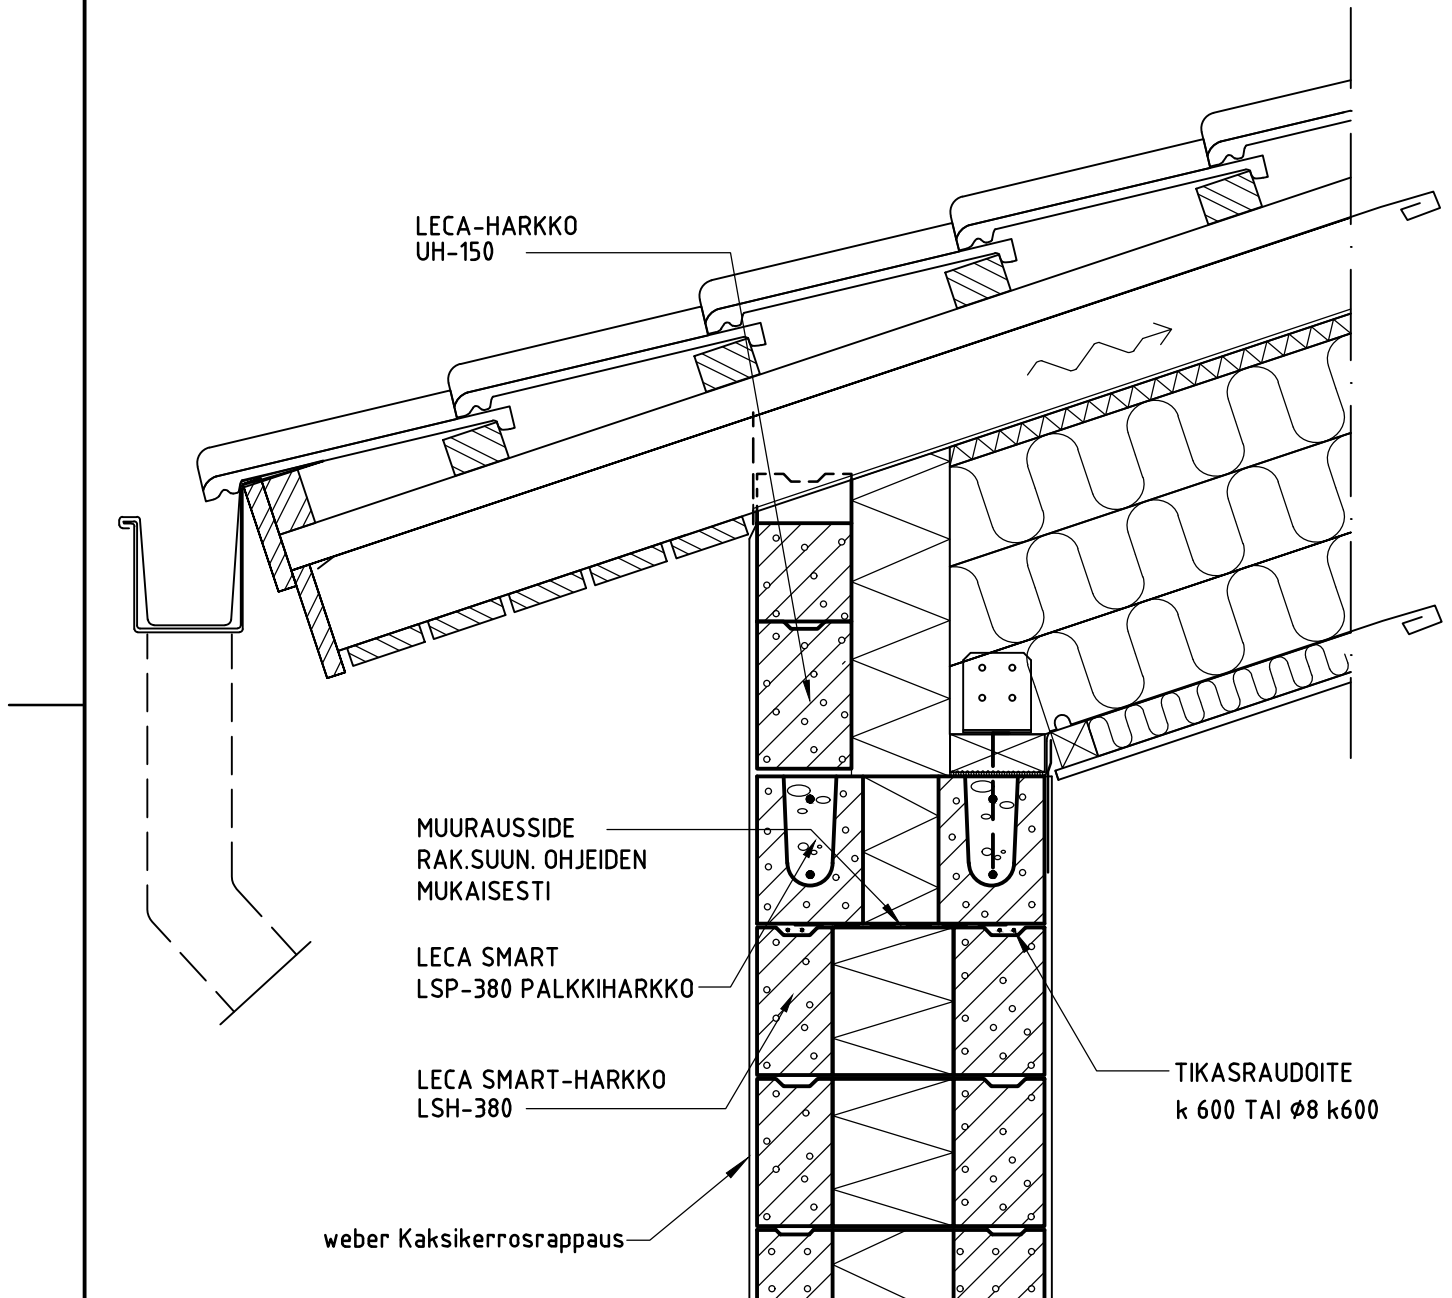 LECA-HARKKO
UH-150
MUURAUSSIDE
RAK.SUUN. OHJEIDEN
MUKAISESTI
LECA SMART
LSP-380 PALKKIHARKKO
LECA SMART-HARKKO
LSH-380
TIKASRAUDOITE
k 600 TAI Ø8 k600
weber Kaksikerrosrappaus